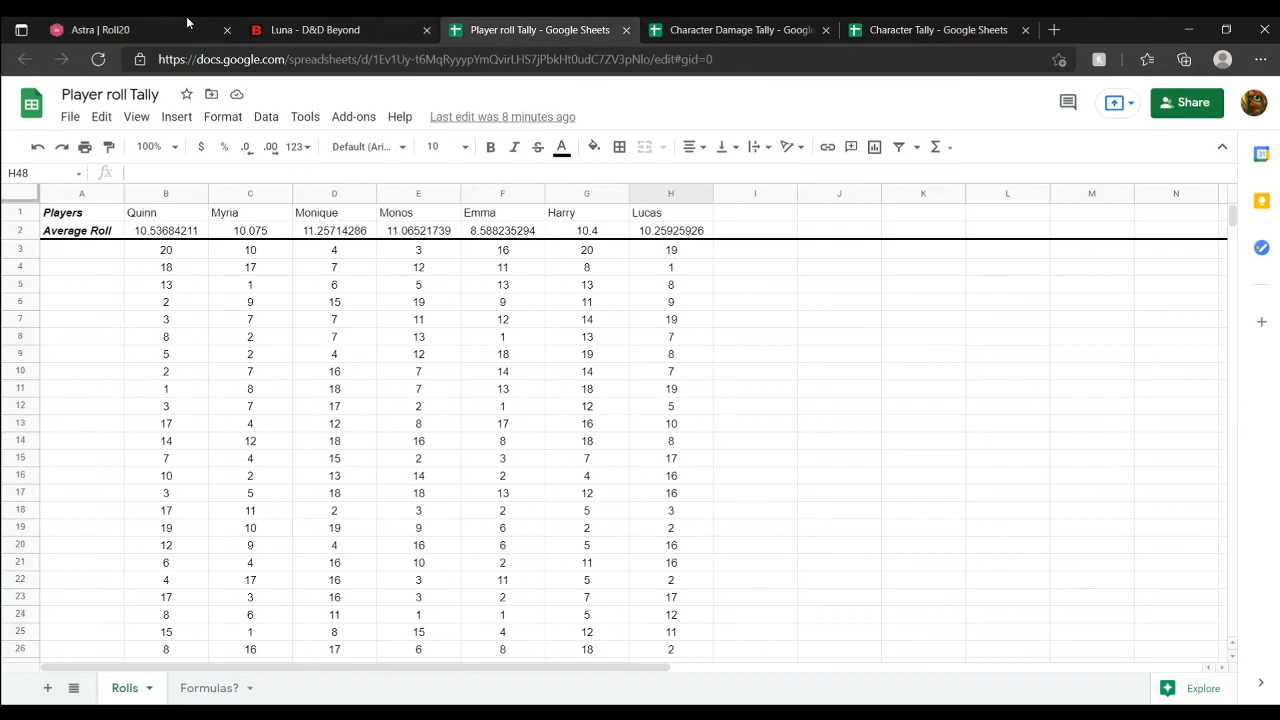 Astra | Roll20
Luna - D&D Beyond
Player roll Tally - Google Sheets
Character Damage Tally - Google
Character Tally - Google Sheets
https://docs.google.com/spreadsheets/d/1Ev1Uy-t6MqRyyypYmQvirLHS7jPbkHt0udC7ZV3pNlo/edit#gid=0
Player roll Tally
File Edit View Insert Format Data Tools Add-ons Help Last edit was 8 minutes ago
Share
100% $ % .0 .00 123 Default (Ari... 10 B I S A
H48 fx
A B C D E F G H I J K L M N
1 Players Quinn Myria Monique Monos Emma Harry Lucas
2 Average Roll 10.53684211 10.075 11.25714286 11.06521739 8.588235294 10.4 10.25925926
3 20 10 4 3 16 20 19
4 18 17 7 12 11 8 1
5 13 1 6 5 13 13 8
6 2 9 15 19 9 11 9
7 3 7 7 11 12 14 19
8 8 2 7 13 1 13 7
9 5 2 4 12 18 19 8
10 2 7 16 7 14 14 7
11 1 8 18 7 13 18 19
12 3 7 17 2 1 12 5
13 17 4 12 8 17 16 10
14 14 12 18 16 8 18 8
15 7 4 15 2 3 7 17
16 10 2 13 14 2 4 16
17 3 5 18 18 13 12 16
18 17 11 2 3 2 5 3
19 19 10 19 9 6 2 2
20 12 9 4 16 6 5 16
21 6 4 16 10 2 11 16
22 4 17 16 3 11 5 2
23 17 3 16 3 2 7 17
24 8 6 11 1 1 5 12
25 15 1 8 15 4 12 11
26 8 16 17 6 8 18 2
Rolls Formulas?
Explore